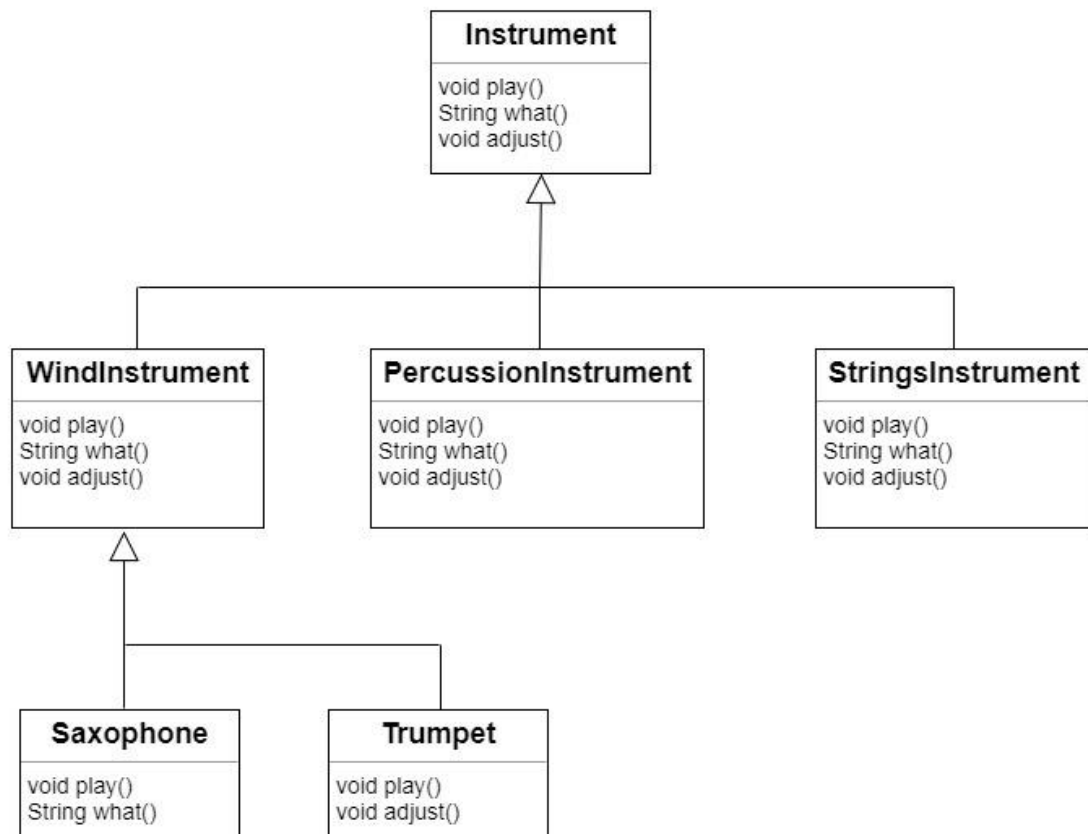 Instrument
void play()
String what()
void adjust()
WindInstrument
void play()
String what()
void adjust()
PercussionInstrument
void play()
String what()
void adjust()
StringsInstrument
void play()
String what()
void adjust()
Saxophone
void play()
String what()
Trumpet
void play()
void adjust()